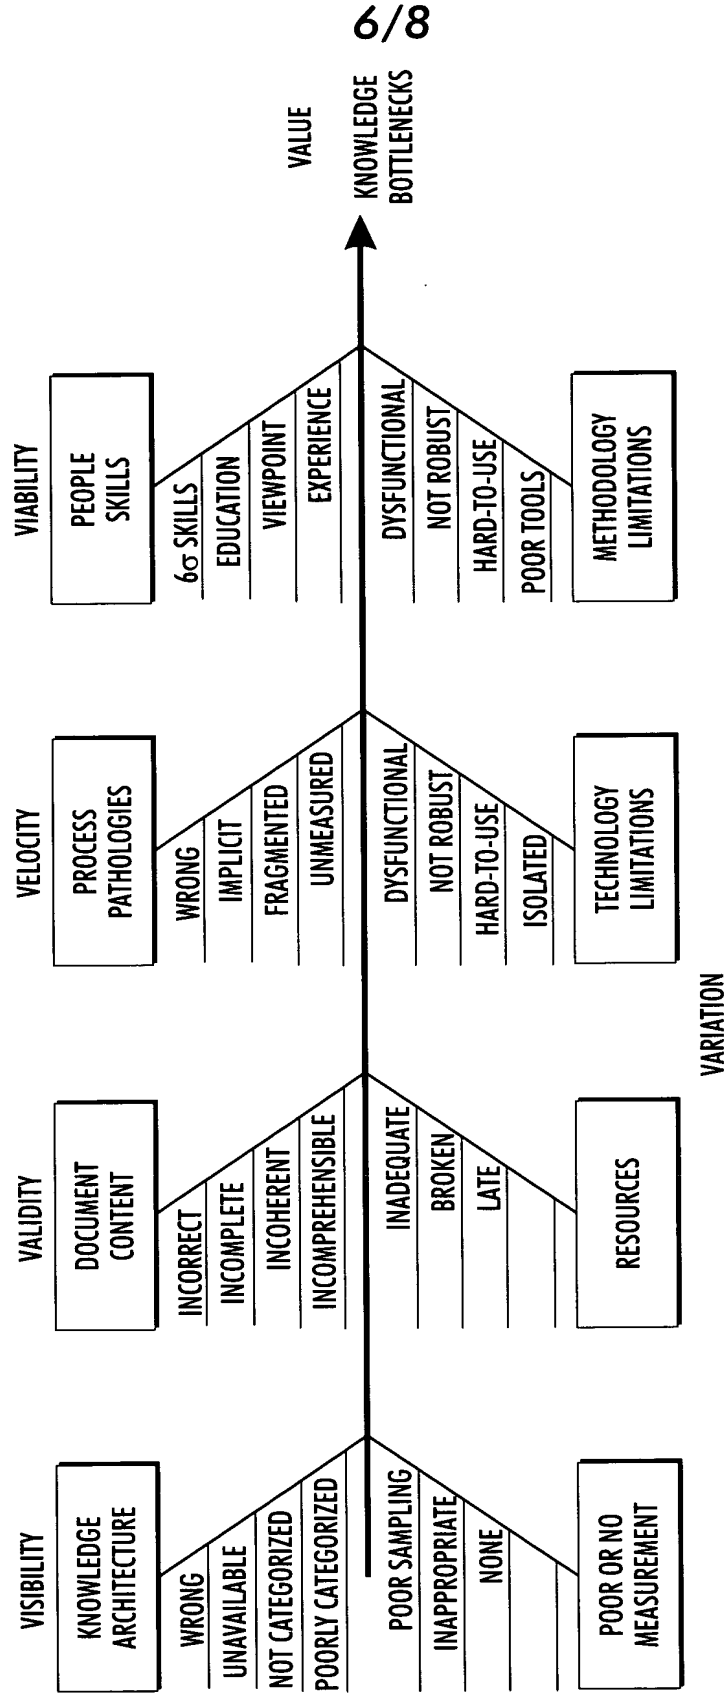 6/8
VISIBILITY
VALIDITY
VELOCITY
VIABILITY
VALUE
KNOWLEDGE
ARCHITECTURE
DOCUMENT
CONTENT
PROCESS
PATHOLOGIES
PEOPLE
SKILLS
WRONG
UNAVAILABLE
NOT CATEGORIZED
POORLY CATEGORIZED
INCORRECT
INCOMPLETE
INCOHERENT
INCOMPREHENSIBLE
WRONG
IMPLICIT
FRAGMENTED
UNMEASURED
6σ SKILLS
EDUCATION
VIEWPOINT
EXPERIENCE
KNOWLEDGE
BOTTLENECKS
POOR SAMPLING
INAPPROPRIATE
NONE
INADEQUATE
BROKEN
LATE
DYSFUNCTIONAL
NOT ROBUST
HARD-TO-USE
ISOLATED
DYSFUNCTIONAL
NOT ROBUST
HARD-TO-USE
POOR TOOLS
POOR OR NO
MEASUREMENT
RESOURCES
TECHNOLOGY
LIMITATIONS
METHODOLOGY
LIMITATIONS
VARIATION